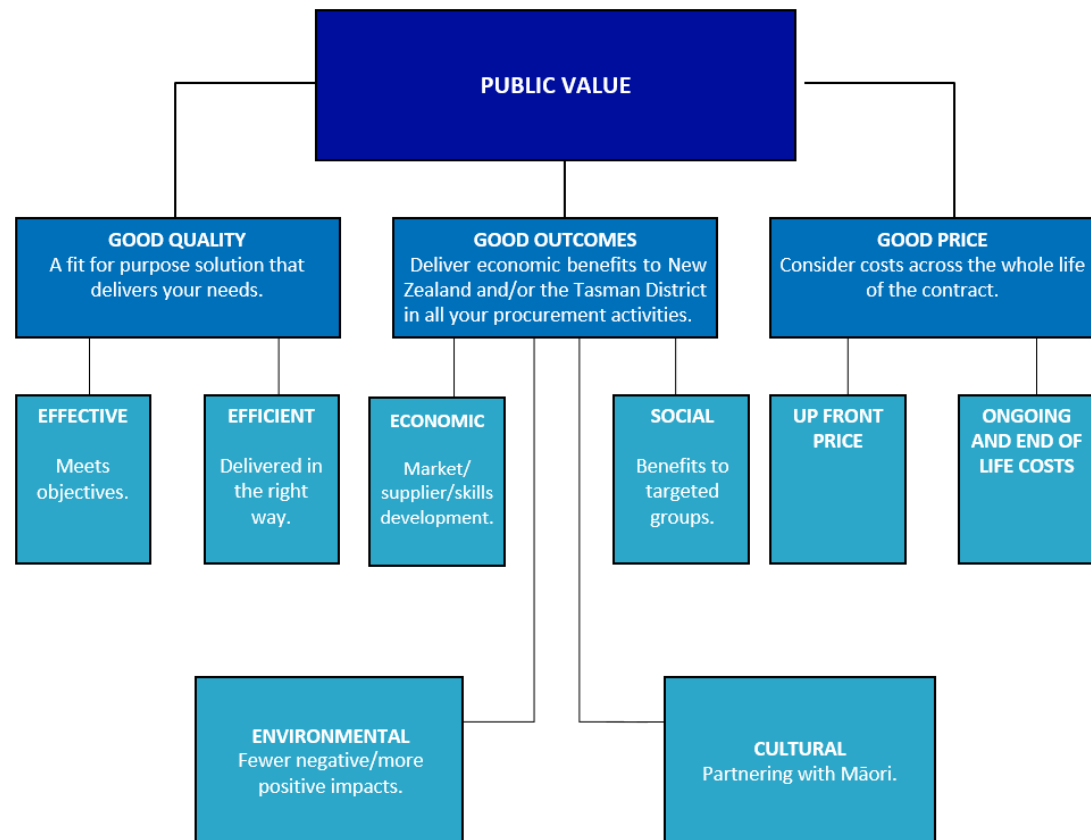 PUBLIC VALUE
GOOD QUALITY
A fit for purpose solution that
delivers your needs.
GOOD OUTCOMES
Deliver economic benefits to New
Zealand and/or the Tasman District
in all your procurement activities.
GOOD PRICE
Consider costs across the whole life
of the contract.
EFFECTIVE
Meets
objectives.
EFFICIENT
Delivered in
the right
way.
ECONOMIC
Market/
supplier/skills
development.
SOCIAL
Benefits to
targeted
groups.
UP FRONT
PRICE
ONGOING
AND END OF
LIFE COSTS
ENVIRONMENTAL
Fewer negative/more
positive impacts.
CULTURAL
Partnering with Māori.